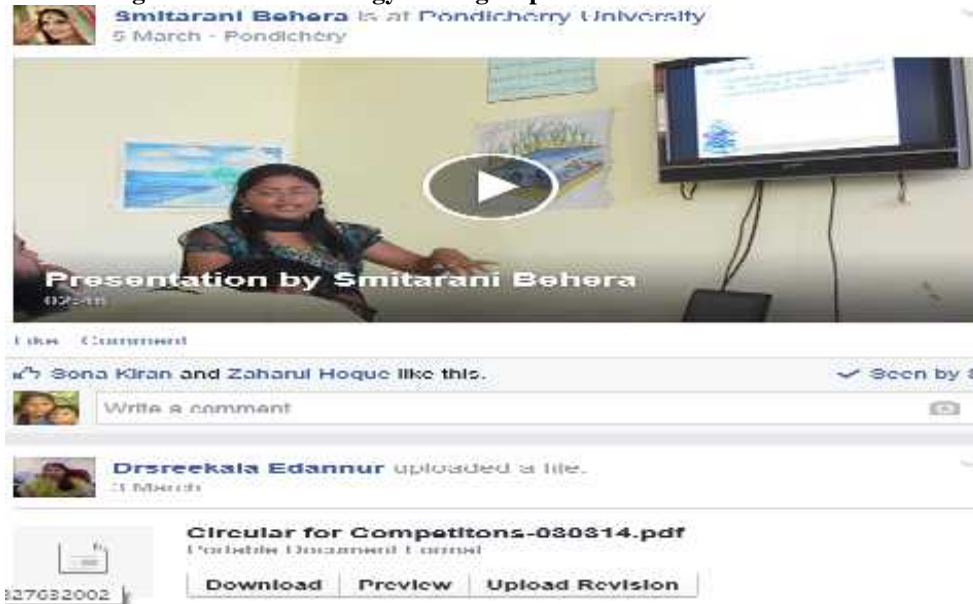 Smitarani Behera is at Pondicherry University
5 March - Pondichery
Presentation by Smitarani Behera
Like Comment
Sona Kiran and Zaharul Hoque like this.
Seen by
Write a comment
Drsreekala Edannur uploaded a file.
3 March
Circular for Competitons-030314.pdf
Portable Document Format
Download Preview Upload Revision
327632002